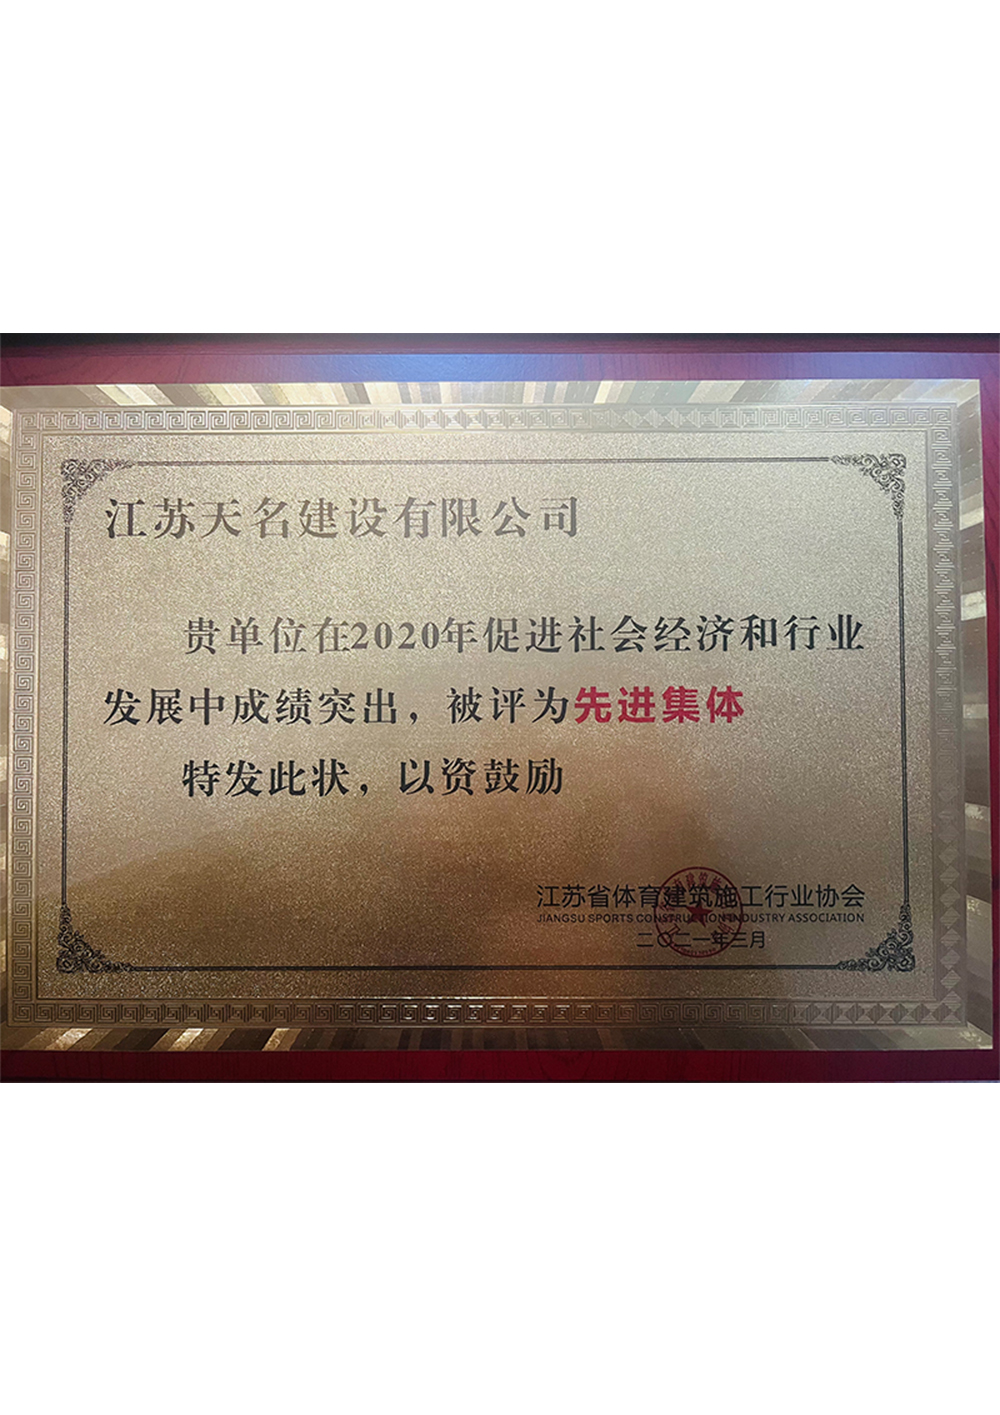 江苏天名建设有限公司
贵单位在2020年促进社会经济和行业
发展中成绩突出，被评为先进集体
特发此状，以资鼓励
江苏省体育建筑施工行业协会
JIANGSU SPORTS CONSTRUCTION INDUSTRY ASSOCIATION
二〇二一年三月